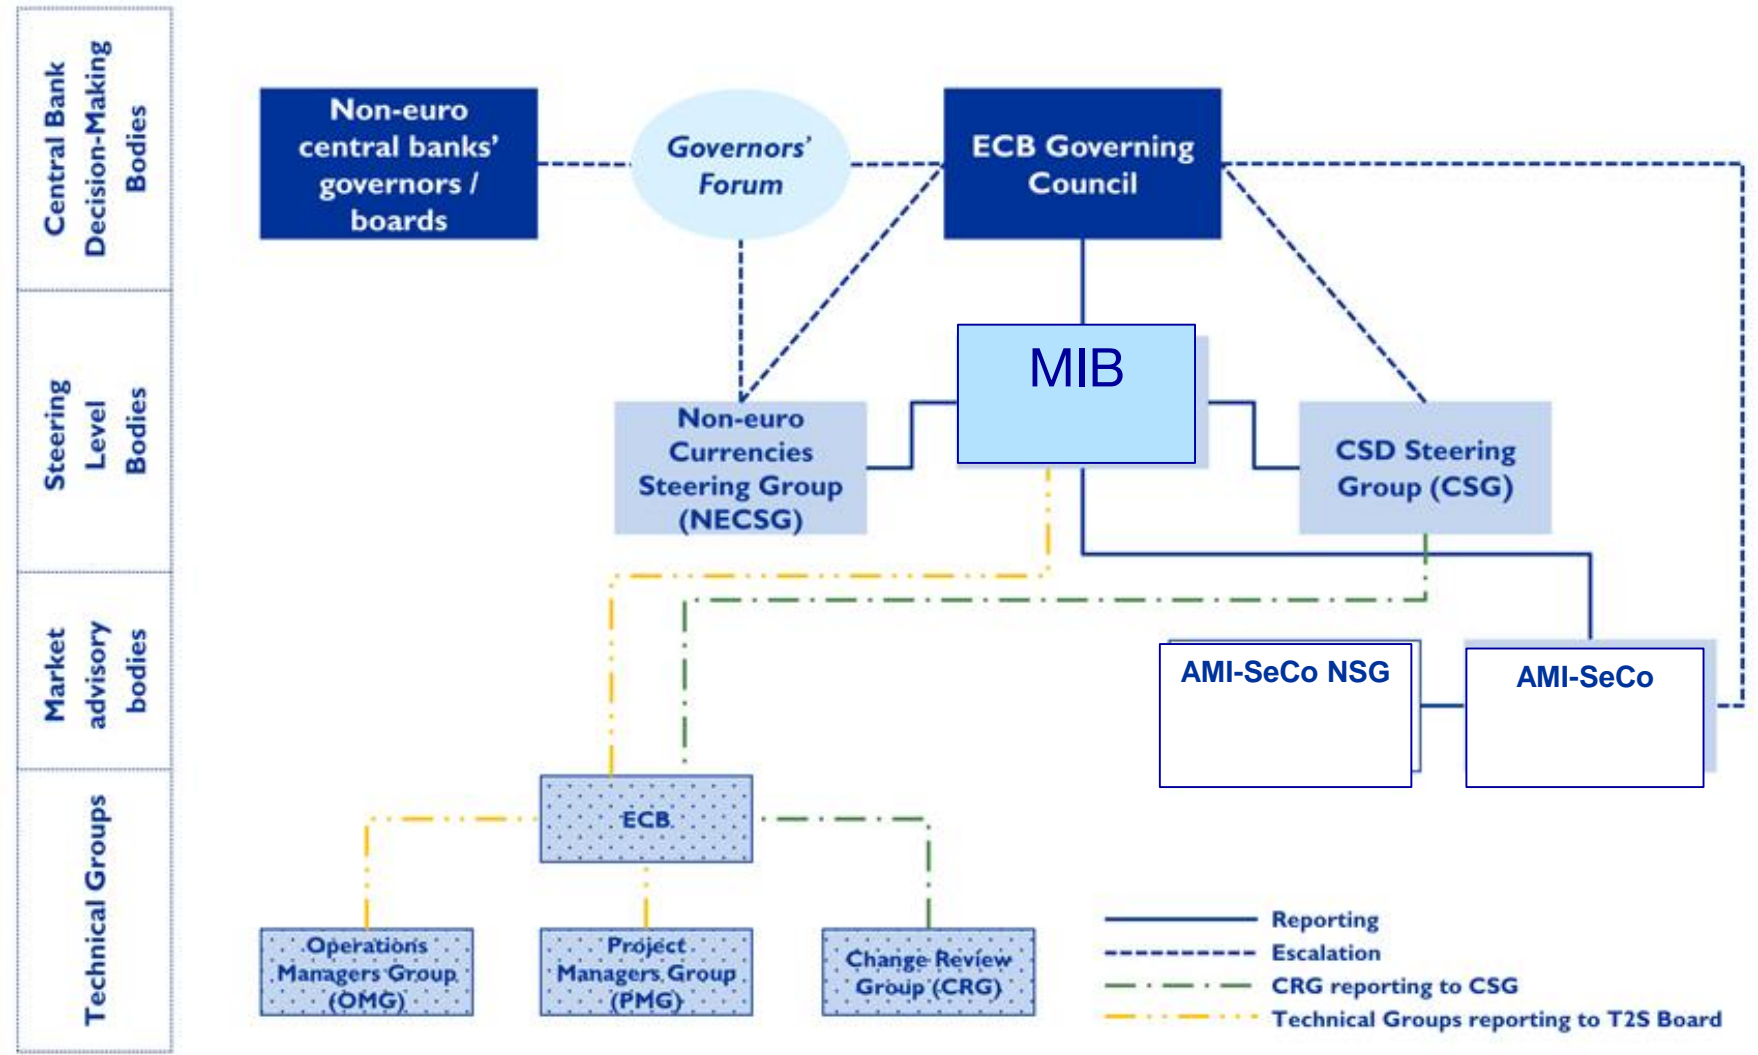 Central Bank
Decision-Making
Bodies
Non-euro
central banks’
governors /
boards
Governors’
Forum
ECB Governing
Council
Steering
Level
Bodies
MIB
Non-euro
Currencies
Steering Group
(NECSG)
CSD Steering
Group (CSG)
Market
advisory
bodies
AMI-SeCo NSG
AMI-SeCo
Technical Groups
ECB
Operations
Managers Group
(OMG)
Project
Managers Group
(PMG)
Change Review
Group (CRG)
Reporting
Escalation
CRG reporting to CSG
Technical Groups reporting to T2S Board